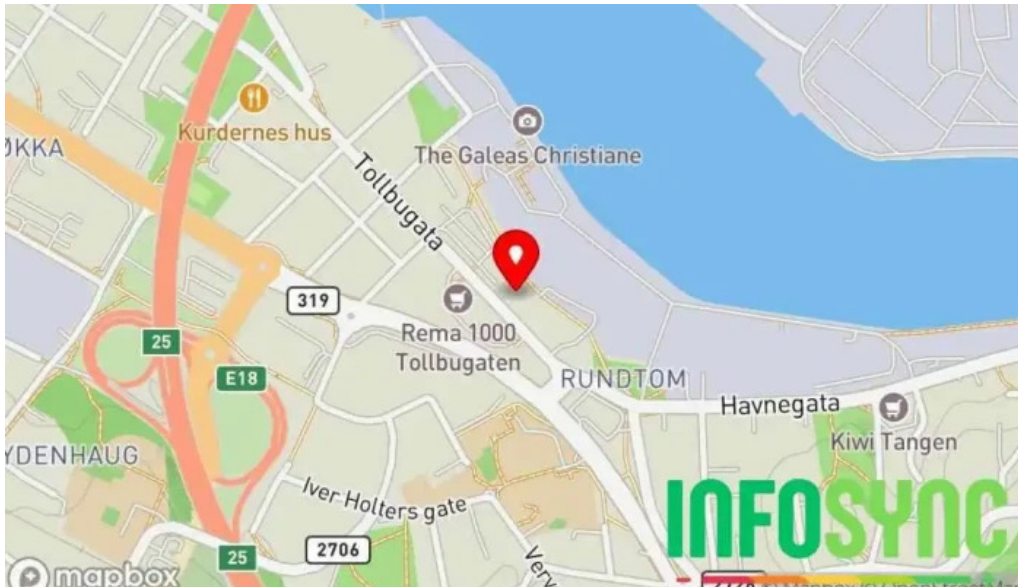 Kurdernes hus
ØKKA
The Galeas Christiane
Tollbugata
319
Rema 1000
Tollbugaten
25
E18
RUNDTOM
Havnegata
Kiwi Tangen
YDENHAUG
Iver Holters gate
INFOSYNC
2706
25
Verv
mapbox